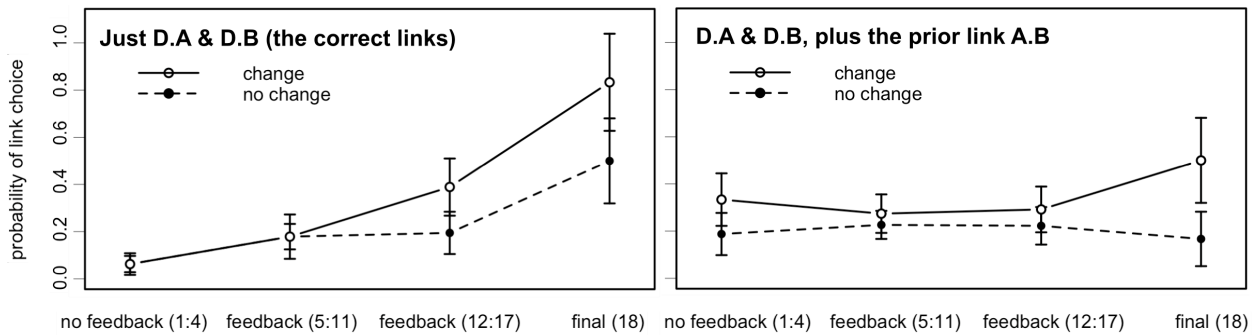 probability of link choice
0.0 0.2 0.4 0.6 0.8 1.0
Just D.A & D.B (the correct links)
change
no change
no feedback (1:4) feedback (5:11) feedback (12:17) final (18)
D.A & D.B, plus the prior link A.B
change
no change
no feedback (1:4) feedback (5:11) feedback (12:17) final (18)